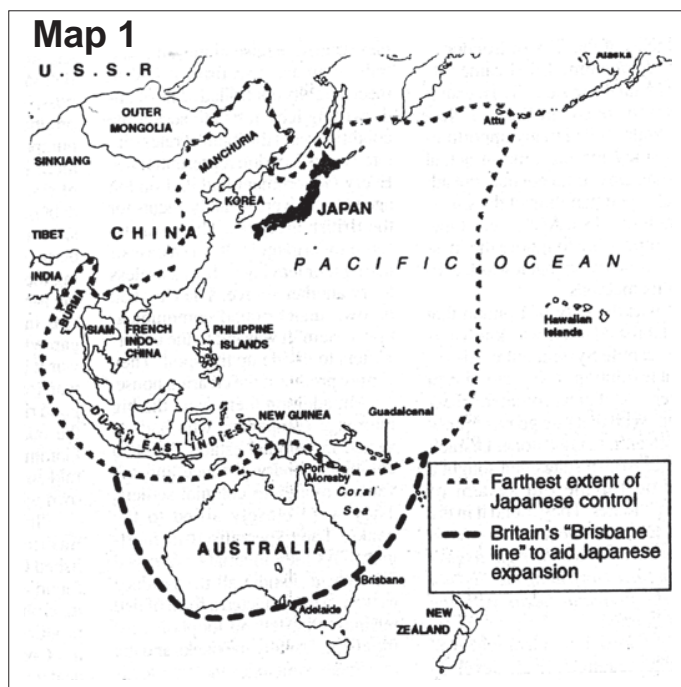 Map 1
U. S. S. R
Alaska
OUTER
MONGOLIA
Attu
MANCHURIA
SINKIANG
KOREA
JAPAN
TIBET
CHINA
PACIFIC OCEAN
INDIA
BURMA
Hawaiian
Islands
SIAM
FRENCH
INDO-
CHINA
PHILIPPINE
ISLANDS
DUTCH EAST INDIES
NEW GUINEA
Guadalcenal
Port
Moresby
Coral
Sea
Farthest extent of
Japanese control
Britain's "Brisbane
line" to aid Japanese
expansion
AUSTRALIA
Brisbane
Adelaide
NEW
ZEALAND